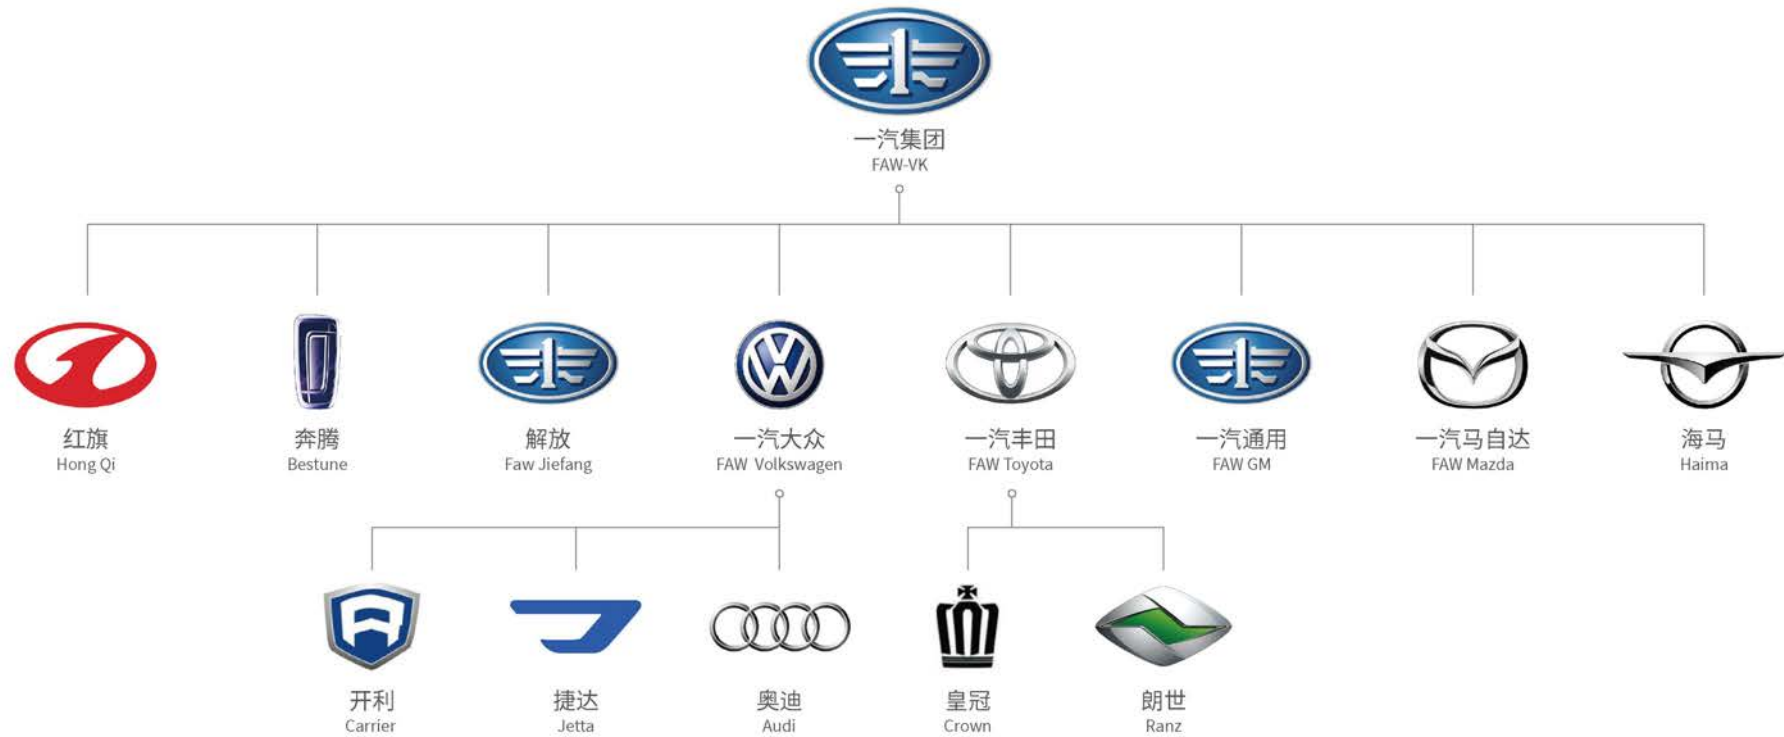 一汽集团
FAW-VK
红旗
Hong Qi
奔腾
Bestune
解放
Faw Jiefang
一汽大众
FAW Volkswagen
一汽丰田
FAW Toyota
一汽通用
FAW GM
一汽马自达
FAW Mazda
海马
Haima
开利
Carrier
捷达
Jetta
奥迪
Audi
皇冠
Crown
朗世
Ranz